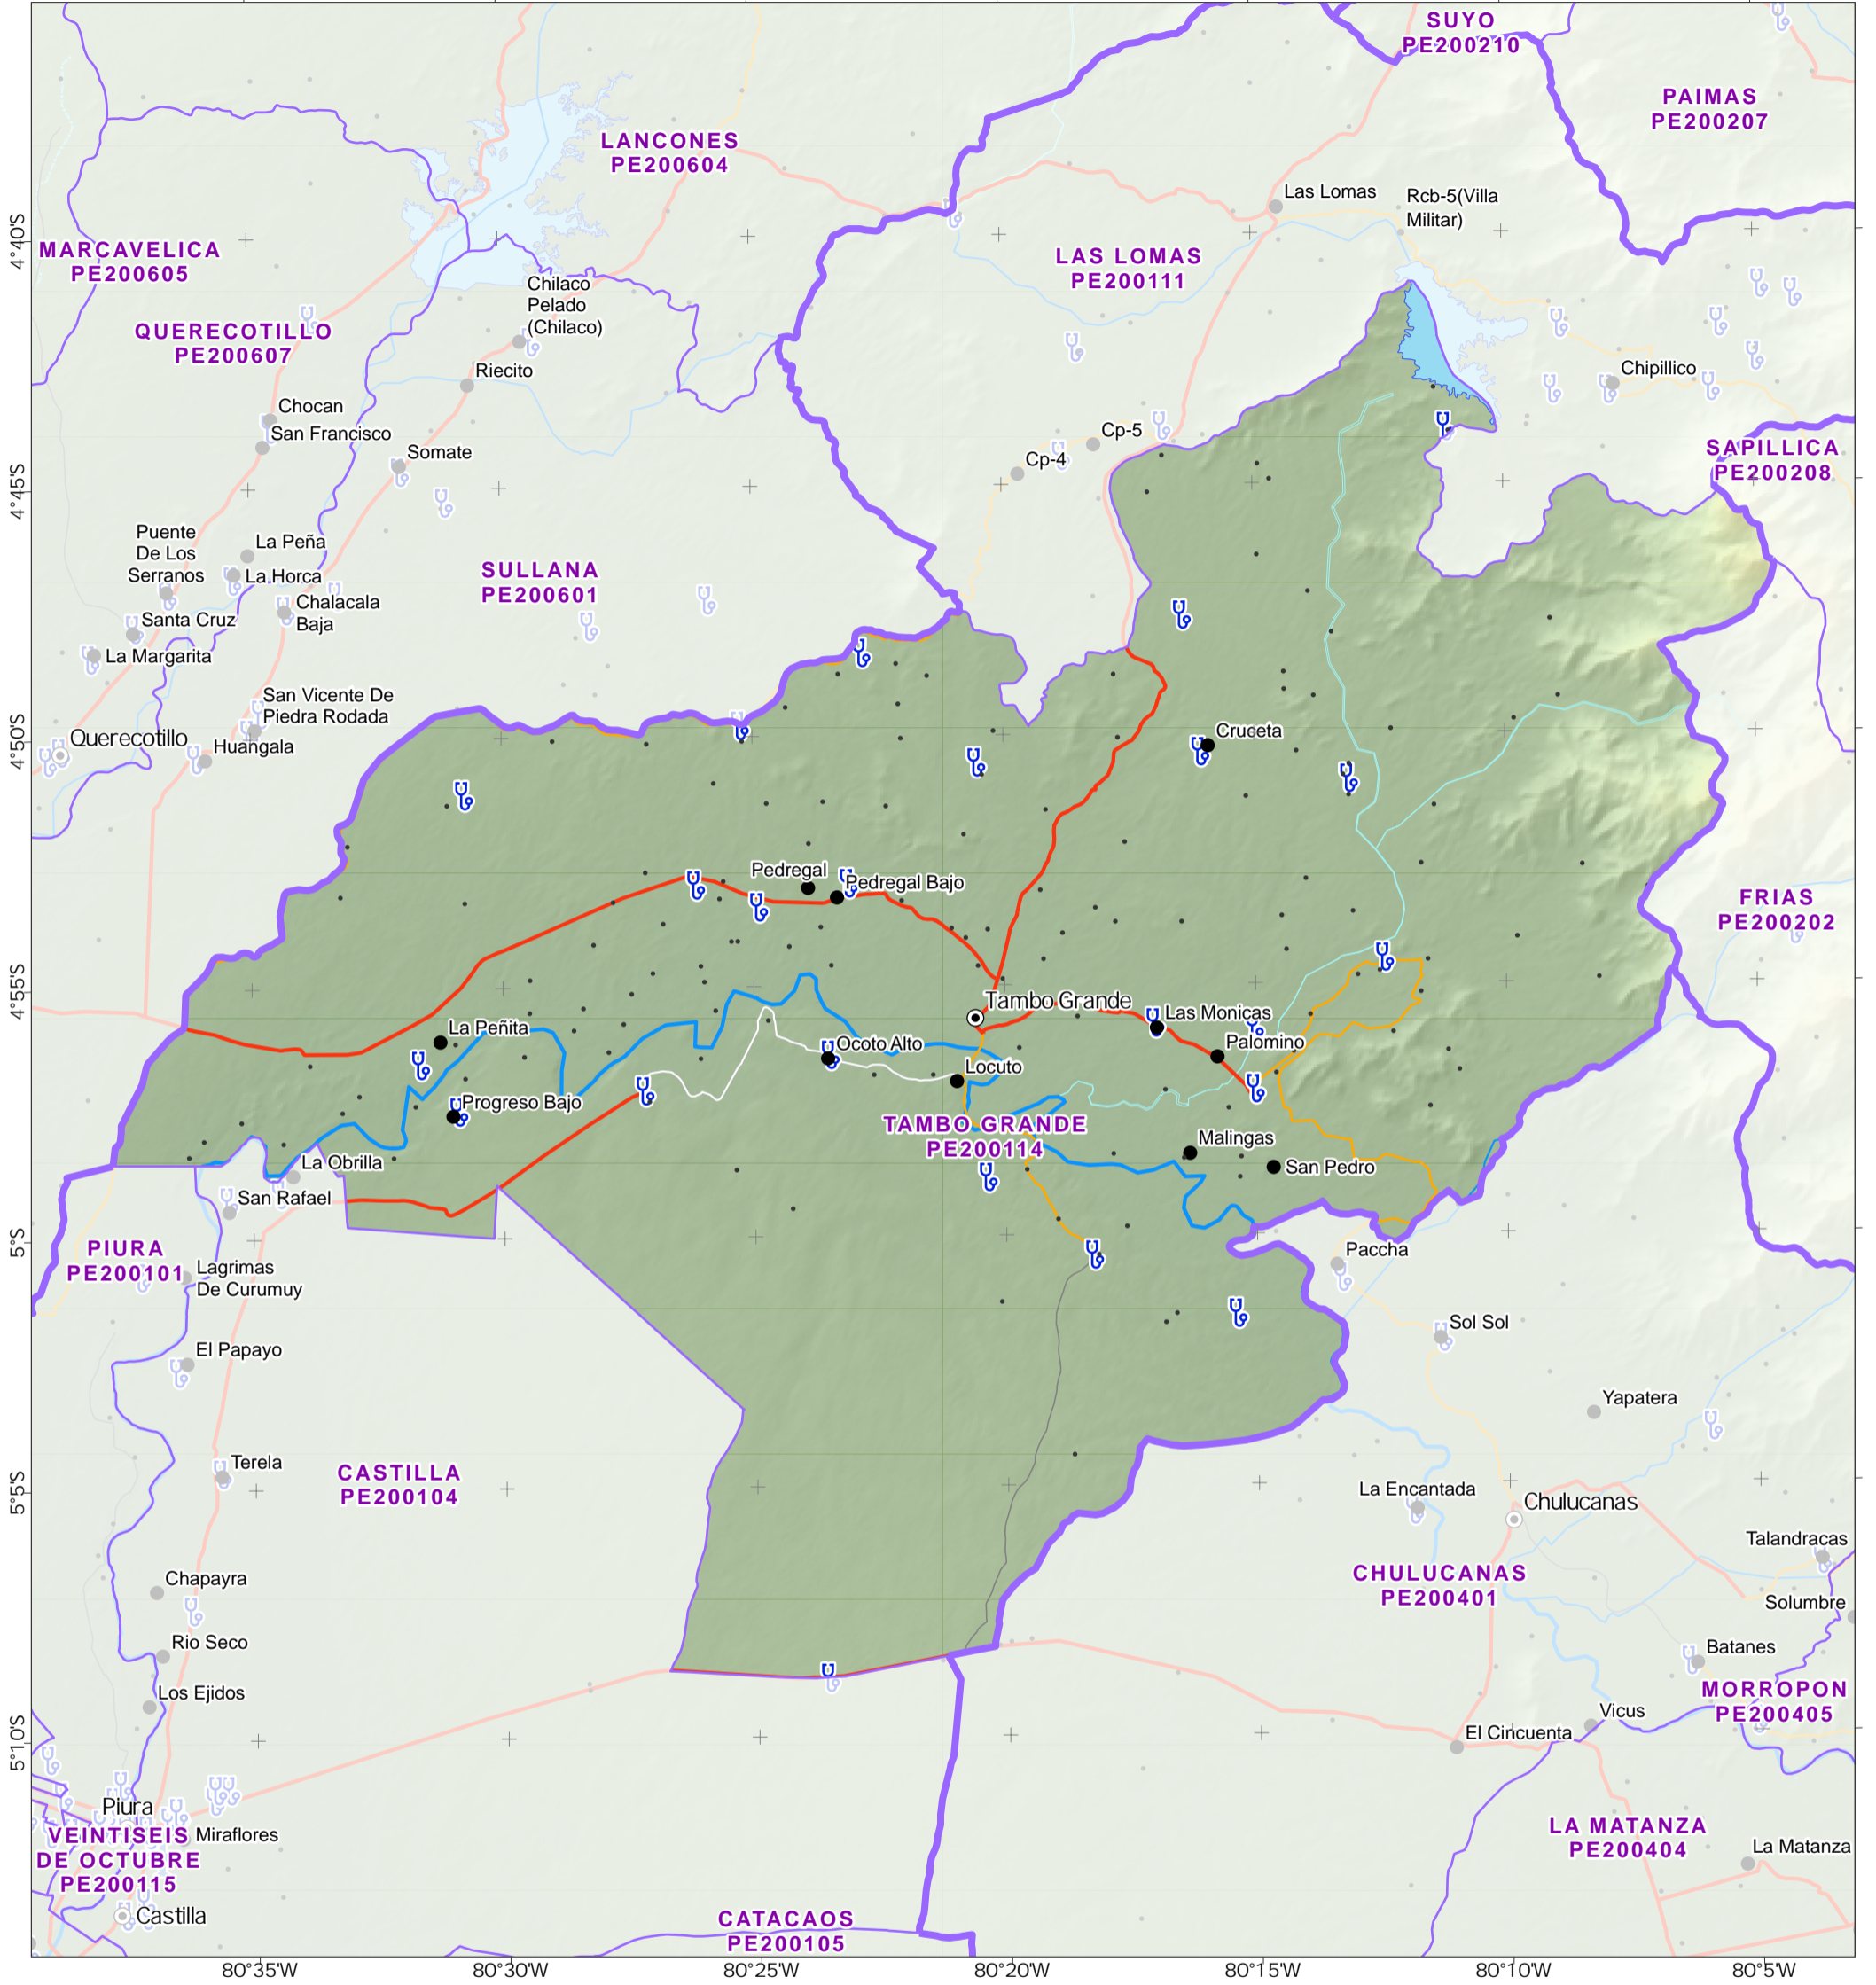 SUYO
PE200210
PAIMAS
PE200207
LANCONES
PE200604
Las Lomas
Rcb-5(Villa
Militar)
4°40'S
MARCAVELICA
PE200605
LAS LOMAS
PE200111
Chilaco
Pelado
(Chilaco)
QUERECOTILLO
PE200607
Riecito
Chipillico
Chocan
San Francisco
Somate
Cp-5
Cp-4
SAPILLICA
PE200208
4°45'S
Puente
De Los
Serranos
La Peña
La Horca
SULLANA
PE200601
Chalacala
Baja
Santa Cruz
La Margarita
San Vicente De
Piedra Rodada
Querecotillo
Huangala
Cruceta
4°50'S
Pedregal
Pedregal Bajo
FRIAS
PE200202
4°55'S
Tambo Grande
Las Monicas
La Peñita
Ocoto Alto
Palomino
Locuto
Progreso Bajo
TAMBO GRANDE
PE200114
Malingas
San Pedro
La Obrilla
San Rafael
5°S
PIURA
PE200101
Lagrimas
De Curumuy
Paccha
Sol Sol
El Papayo
Yapatera
Terela
CASTILLA
PE200104
La Encantada
Chulucanas
5°5'S
Talandracas
Chapayra
CHULUCANAS
PE200401
Solumbre
Rio Seco
Batanes
Los Ejidos
MORROPON
PE200405
Vicus
El Cincuenta
5°10'S
Piura
VEINTISEIS
DE OCTUBRE
PE200115
Miraflores
LA MATANZA
PE200404
La Matanza
Castilla
CATACAOS
PE200105
80°35'W
80°30'W
80°25'W
80°20'W
80°15'W
80°10'W
80°5'W